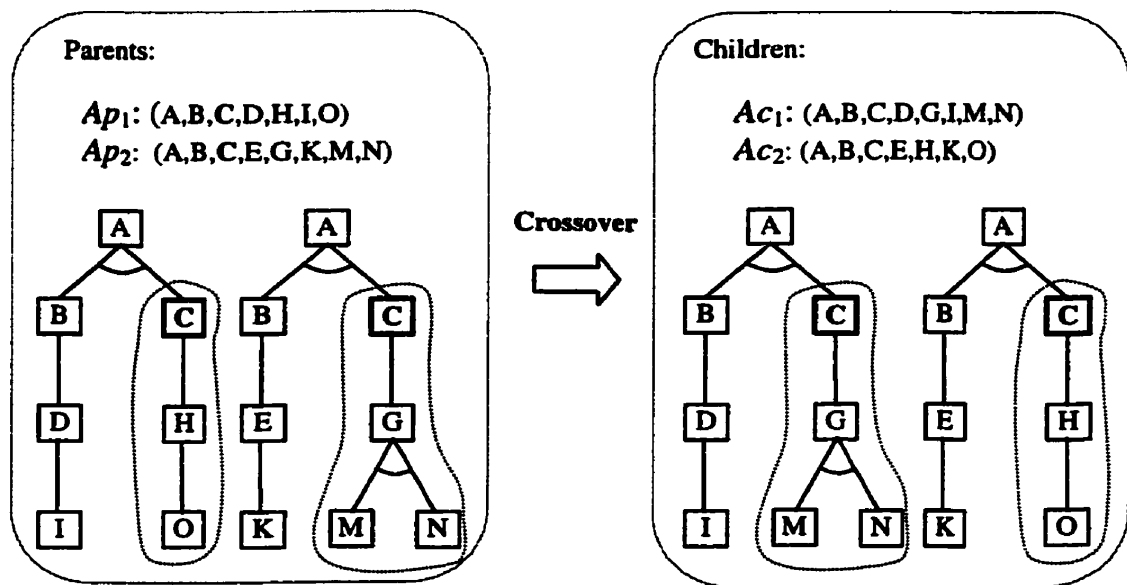 Parents:
Ap1: (A,B,C,D,H,I,O)
Ap2: (A,B,C,E,G,K,M,N)
A A
B C B C
D H E G
I O K M N
Crossover
Children:
Ac1: (A,B,C,D,G,I,M,N)
Ac2: (A,B,C,E,H,K,O)
A A
B C B C
D G E H
I M N K O